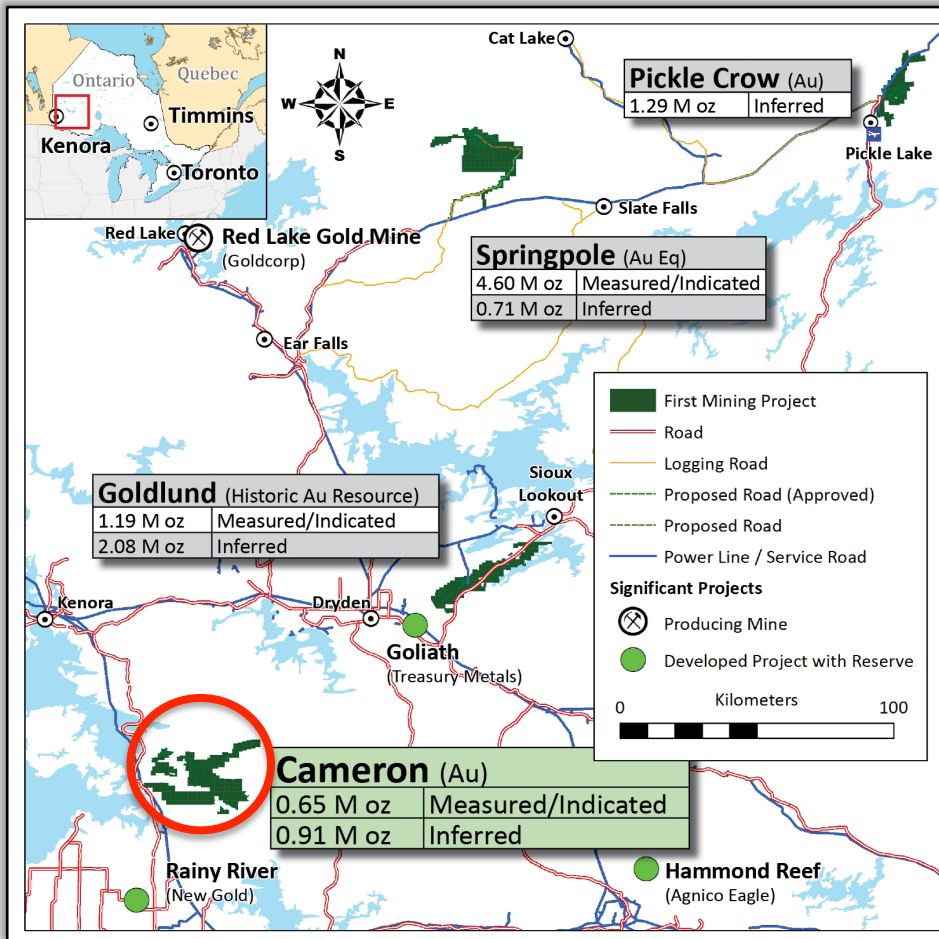 Ontario
Quebec
Timmins
Kenora
Toronto
N
W
E
S
Cat Lake
Pickle Crow (Au)
1.29 M oz Inferred
Pickle Lake
Slate Falls
Red Lake
Red Lake Gold Mine
(Goldcorp)
Springpole (Au Eq)
4.60 M oz Measured/Indicated
0.71 M oz Inferred
Ear Falls
First Mining Project
Road
Logging Road
Proposed Road (Approved)
Proposed Road
Power Line / Service Road
Significant Projects
Producing Mine
Developed Project with Reserve
Kilometers
0 100
Sioux
Lookout
Goldlund (Historic Au Resource)
1.19 M oz Measured/Indicated
2.08 M oz Inferred
Kenora
Dryden
Goliath
(Treasury Metals)
Cameron (Au)
0.65 M oz Measured/Indicated
0.91 M oz Inferred
Rainy River
(New Gold)
Hammond Reef
(Agnico Eagle)